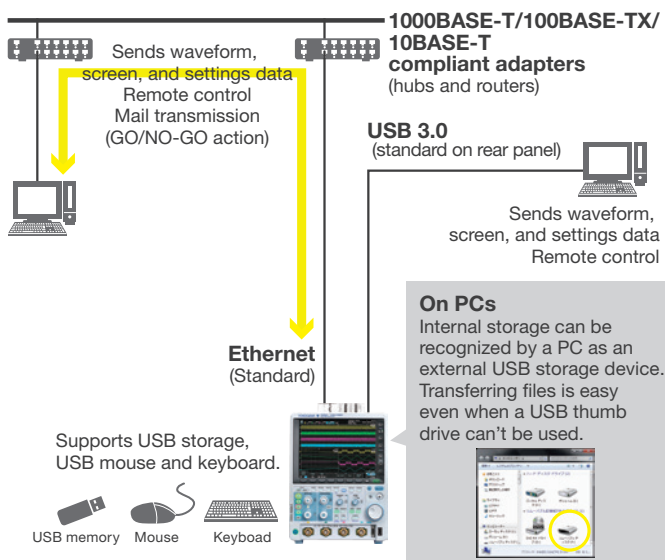 1000BASE-T/100BASE-TX/
10BASE-T
compliant adapters
(hubs and routers)
Sends waveform,
screen, and settings data
Remote control
Mail transmission
(GO/NO-GO action)
USB 3.0
(standard on rear panel)
Sends waveform,
screen, and settings data
Remote control
On PCs
Internal storage can be
recognized by a PC as an
external USB storage device.
Transferring files is easy
even when a USB thumb
drive can't be used.
Ethernet
(Standard)
Supports USB storage,
USB mouse and keyboard.
USB memory
Mouse
Keyboad